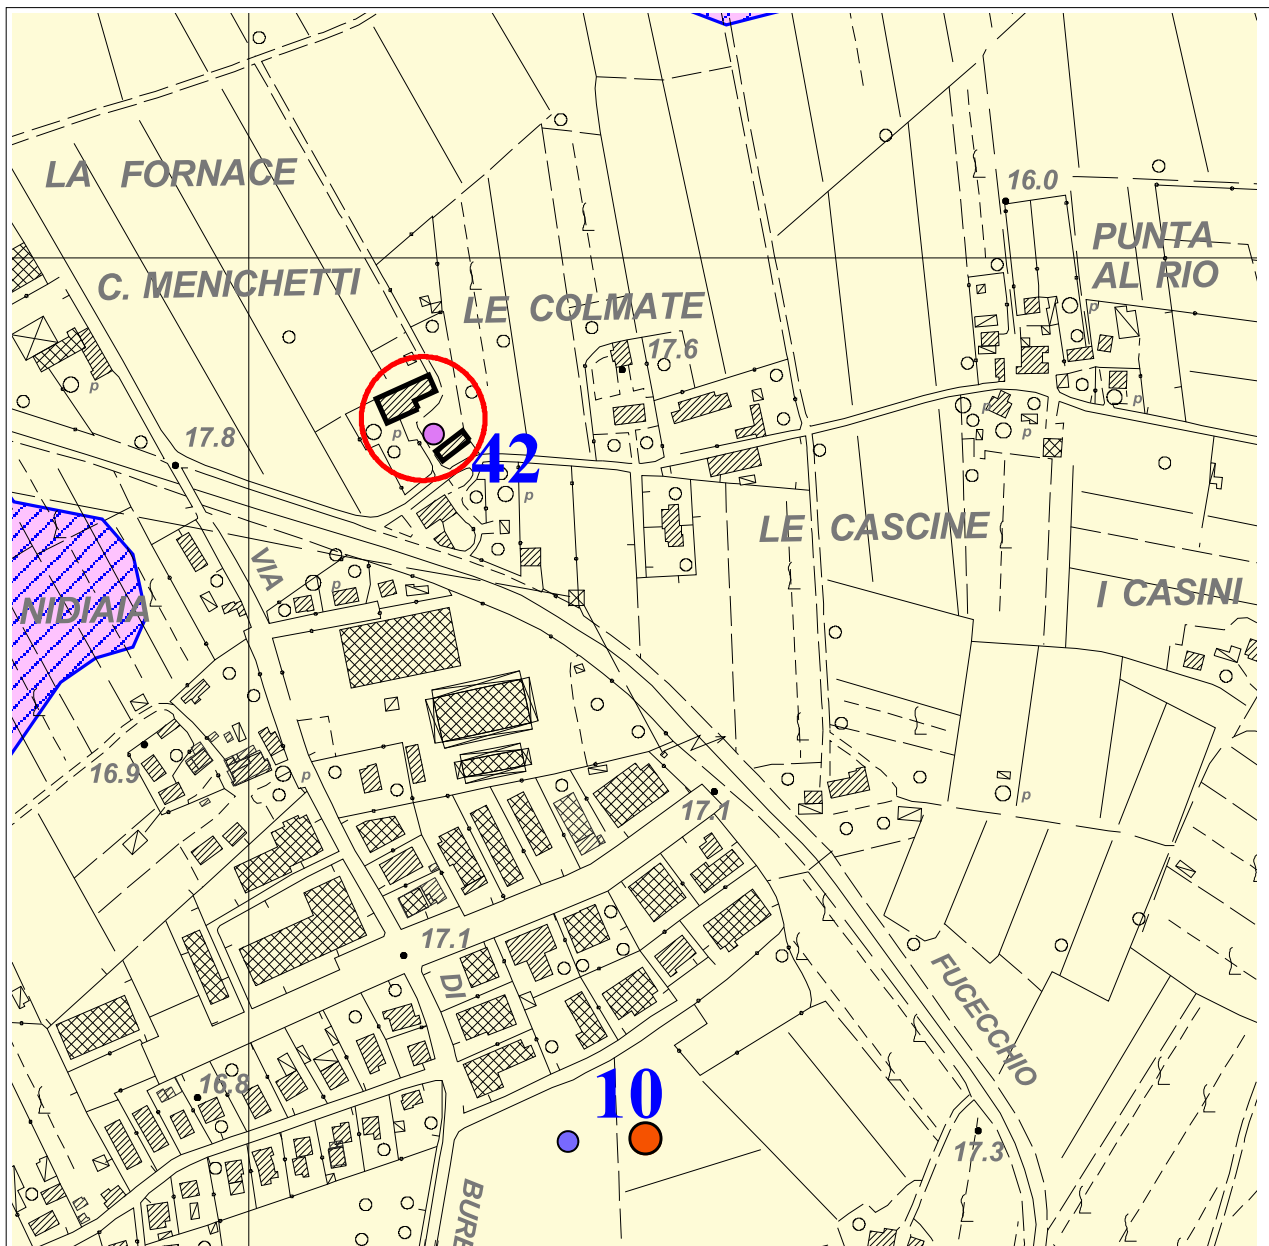 LA FORNACE
16.0
PUNTA
AL RIO
C. MENICHETTI
LE COLMATE
p
17.6
p
p
p
p
p
17.8
42
p
LE CASCINE
VIA
p
I CASINI
NIDIAIA
16.9
p
17.1
p
17.1
DI
FUCECCHIO
16.8
10
17.3
BURE